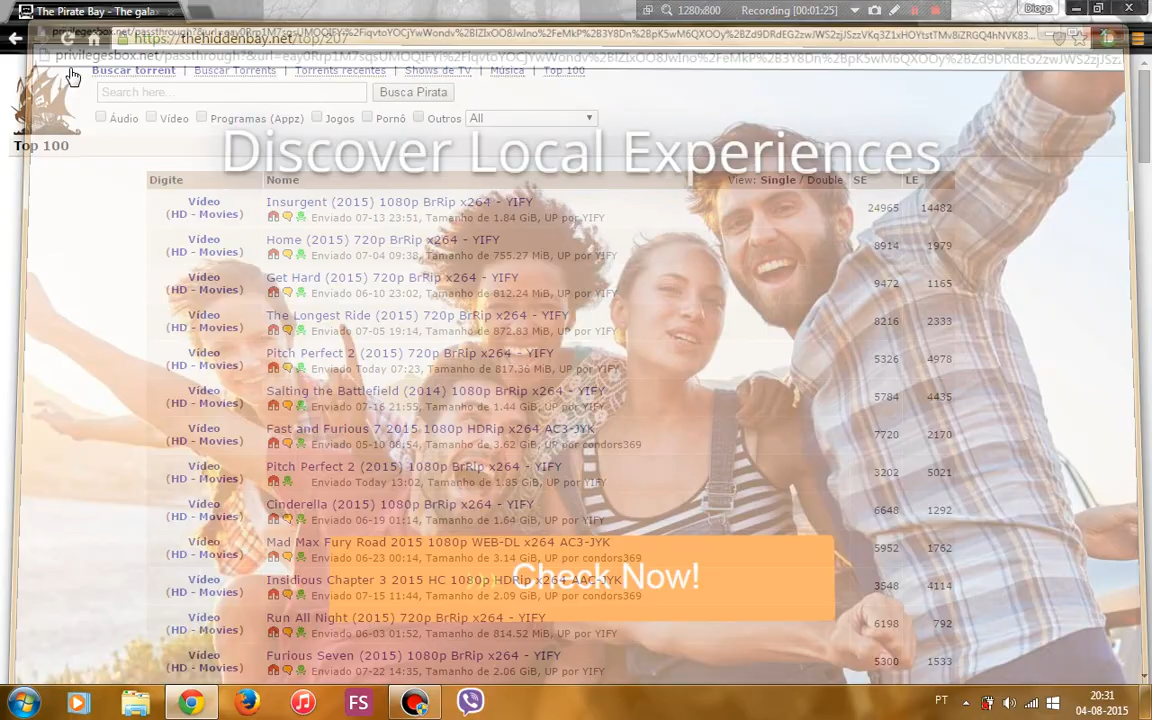 The Pirate Bay - The gala
1280x800
Recording [00:01:25]
Diogo
https://thehiddenbay.net/top/207
Buscar torrent | Buscar Torrents | Torrents recentes | Shows de TV | Música | Top 100
Search here...
Busca Pirata
Áudio Vídeo Programas (Appz) Jogos Pornô Outros All
Top 100
Discover Local Experiences
Digite Nome View: Single / Double SE LE
Vídeo Insurgent (2015) 1080p BrRip x264 - YIFY 24965 14482
(HD - Movies) Enviado 07-13 23:51, Tamanho de 1.84 GiB, UP por YIFY
Vídeo Home (2015) 720p BrRip x264 - YIFY 8914 1979
(HD - Movies) Enviado 07-04 09:38, Tamanho de 755.27 MiB, UP por YIFY
Vídeo Get Hard (2015) 720p BrRip x264 - YIFY 9472 1165
(HD - Movies) Enviado 06-10 23:02, Tamanho de 812.24 MiB, UP por YIFY
Vídeo The Longest Ride (2015) 720p BrRip x264 - YIFY 8216 2333
(HD - Movies) Enviado 07-05 19:14, Tamanho de 872.83 MiB, UP por YIFY
Vídeo Pitch Perfect 2 (2015) 720p BrRip x264 - YIFY 5326 4978
(HD - Movies) Enviado Today 07:23, Tamanho de 817.36 MiB, UP por YIFY
Vídeo Salting the Battlefield (2014) 1080p BrRip x264 - YIFY 5784 4435
(HD - Movies) Enviado 07-16 21:55, Tamanho de 1.44 GiB, UP por YIFY
Vídeo Fast and Furious 7 2015 1080p HDRip x264 AC3-JYK 7720 2170
(HD - Movies) Enviado 05-10 08:54, Tamanho de 3.62 GiB, UP por condors369
Vídeo Pitch Perfect 2 (2015) 1080p BrRip x264 - YIFY 3202 5021
(HD - Movies) Enviado Today 13:02, Tamanho de 1.85 GiB, UP por YIFY
Vídeo Cinderella (2015) 1080p BrRip x264 - YIFY 6648 1292
(HD - Movies) Enviado 06-19 01:14, Tamanho de 1.64 GiB, UP por YIFY
Vídeo Mad Max Fury Road 2015 1080p WEB-DL x264 AC3-JYK 5952 1762
(HD - Movies) Enviado 06-23 00:14, Tamanho de 3.14 GiB, UP por condors369
Vídeo Insidious Chapter 3 2015 HC 1080p HDRip x264 AAC-JYK 3548 4114
(HD - Movies) Enviado 07-15 11:44, Tamanho de 2.09 GiB, UP por condors369
Check Now!
Vídeo Run All Night (2015) 720p BrRip x264 - YIFY 6198 792
(HD - Movies) Enviado 06-03 01:52, Tamanho de 814.52 MiB, UP por YIFY
Vídeo Furious Seven (2015) 1080p BrRip x264 - YIFY 5300 1533
(HD - Movies) Enviado 07-22 14:35, Tamanho de 2.06 GiB, UP por YIFY
FS
PT
20:31
04-08-2015